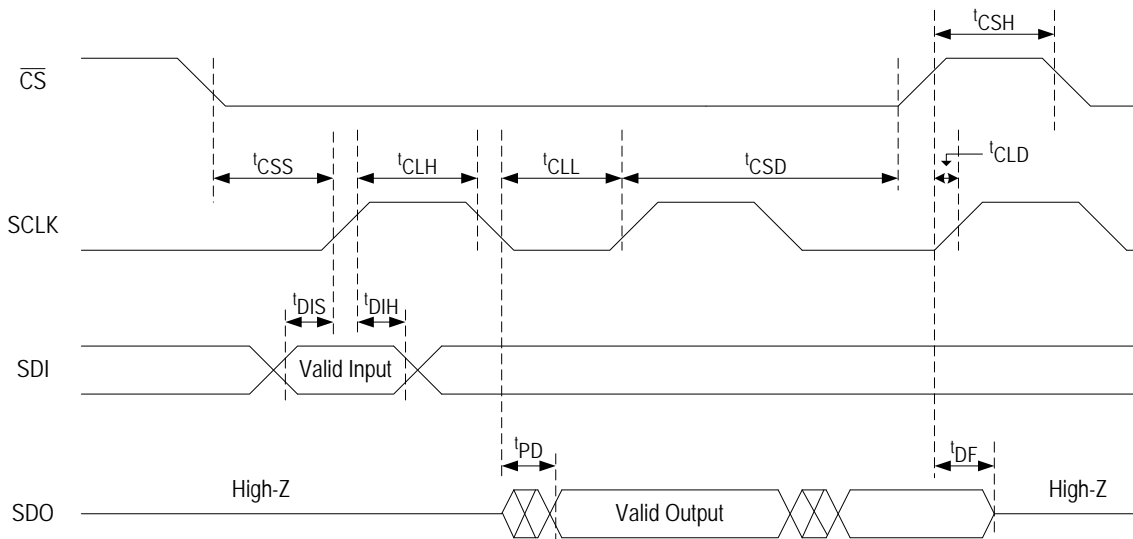 tCSH
CS
tCSS
tCLH
tCLL
tCSD
tCLD
SCLK
tDIS
tDIH
SDI
Valid Input
tPD
tDF
High-Z
Valid Output
High-Z
SDO